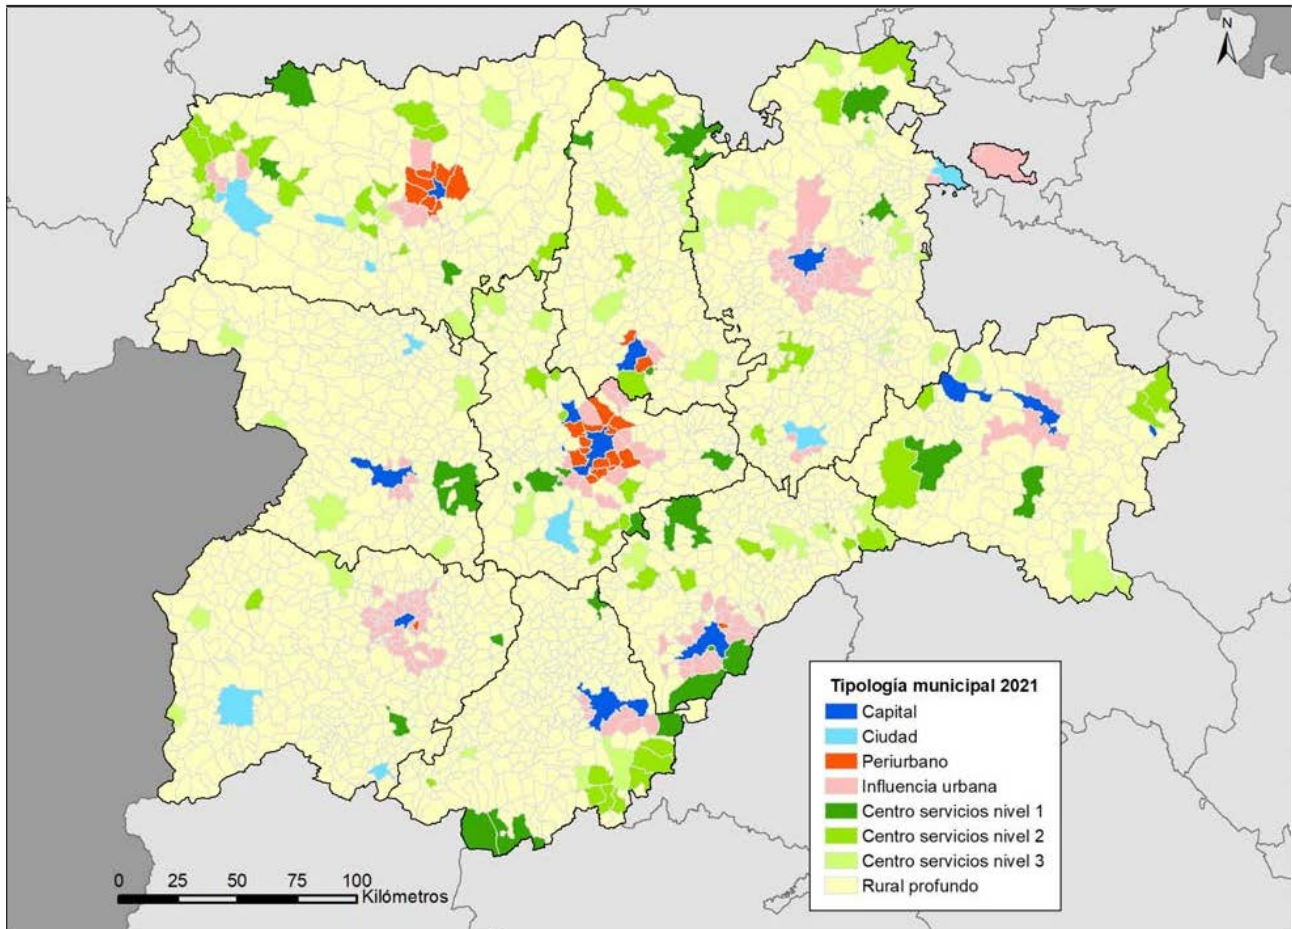 N
Tipología municipal 2021
Capital
Ciudad
Periurbano
Influencia urbana
Centro servicios nivel 1
Centro servicios nivel 2
Centro servicios nivel 3
Rural profundo
0 25 50 75 100
Kilómetros